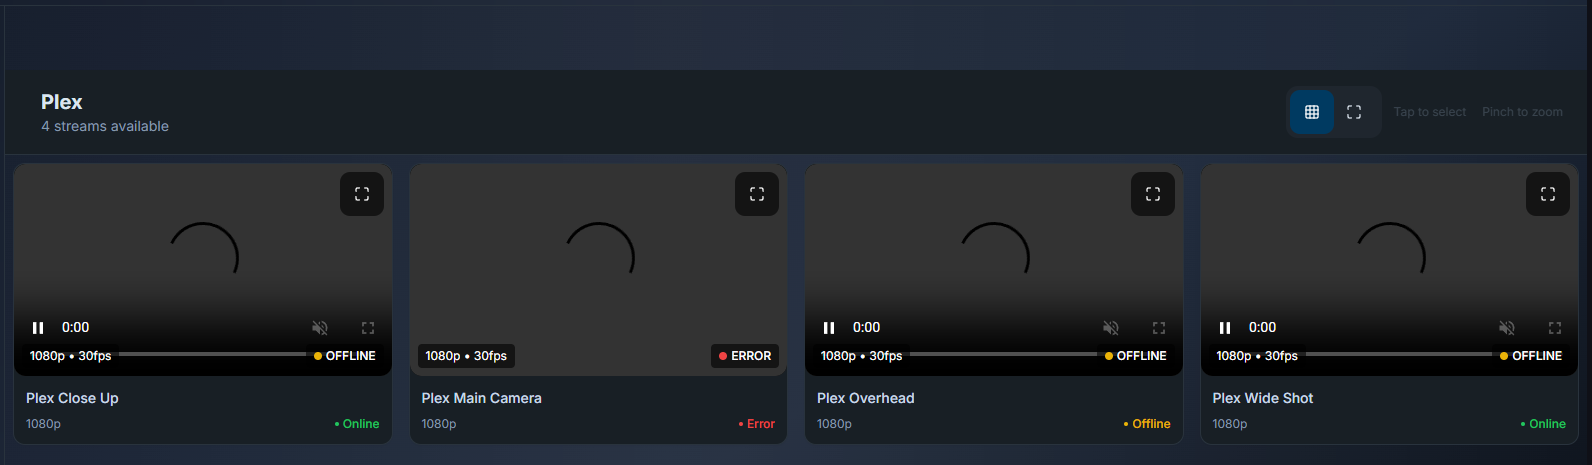 Plex
4 streams available
Tap to select
Pinch to zoom
0:00
1080p • 30fps
OFFLINE
Plex Close Up
1080p
• Online
1080p • 30fps
ERROR
Plex Main Camera
1080p
• Error
0:00
1080p • 30fps
OFFLINE
Plex Overhead
1080p
• Offline
0:00
1080p • 30fps
OFFLINE
Plex Wide Shot
1080p
• Online